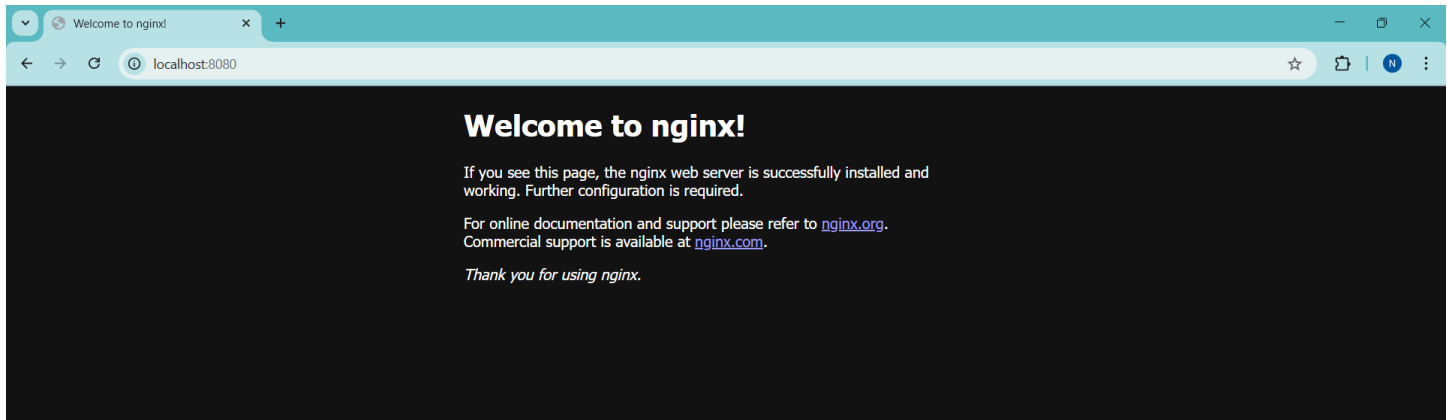 Welcome to nginx!
localhost:8080
N
Welcome to nginx!
If you see this page, the nginx web server is successfully installed and
working. Further configuration is required.
For online documentation and support please refer to nginx.org.
Commercial support is available at nginx.com.
Thank you for using nginx.